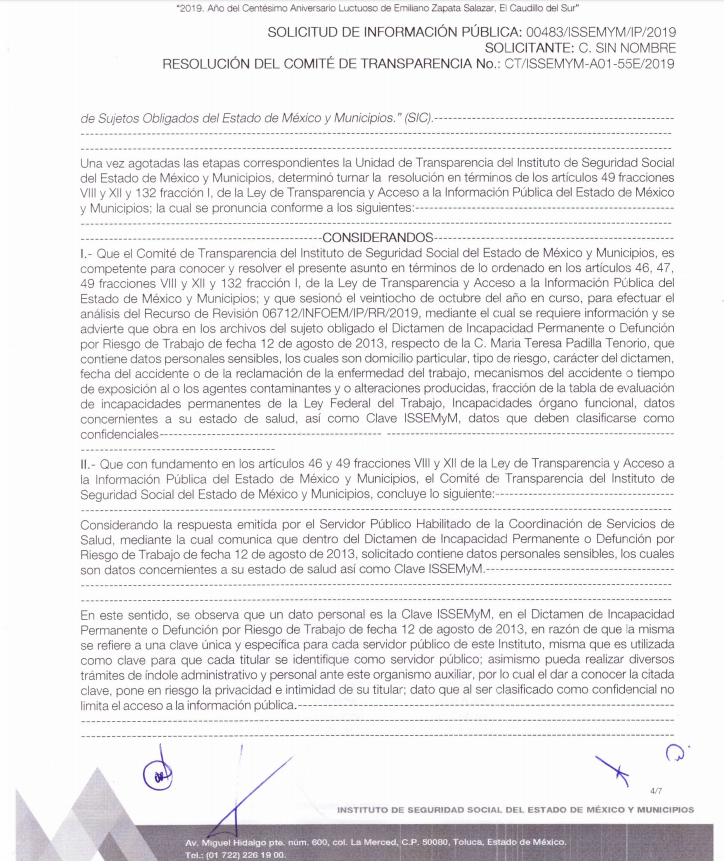 "2019. Año del Centésimo Aniversario Luctuoso de Emiliano Zapata Salazar, El Caudillo del Sur"
SOLICITUD DE INFORMACIÓN PÚBLICA: 00483/ISSEMYM/IP/2019
SOLICITANTE: C. SIN NOMBRE
RESOLUCIÓN DEL COMITÉ DE TRANSPARENCIA No.: CT/ISSEMYM-A01-55E/2019
de Sujetos Obligados del Estado de México y Municipios." (SIC).
Una vez agotadas las etapas correspondientes la Unidad de Transparencia del Instituto de Seguridad Social
del Estado de México y Municipios, determinó turnar la resolución en términos de los artículos 49 fracciones
VIII y XII y 132 fracción I, de la Ley de Transparencia y Acceso a la Información Pública del Estado de México
y Municipios; la cual se pronuncia conforme a los siguientes:
CONSIDERANDOS
I.- Que el Comité de Transparencia del Instituto de Seguridad Social del Estado de México y Municipios, es
competente para conocer y resolver el presente asunto en términos de lo ordenado en los artículos 46, 47,
49 fracciones VIII y XII y 132 fracción I, de la Ley de Transparencia y Acceso a la Información Pública del
Estado de México y Municipios; y que sesionó el veintiocho de octubre del año en curso, para efectuar el
análisis del Recurso de Revisión 06712/INFOEM/IP/RR/2019, mediante el cual se requiere información y se
advierte que obra en los archivos del sujeto obligado el Dictamen de Incapacidad Permanente o Defunción
por Riesgo de Trabajo de fecha 12 de agosto de 2013, respecto de la C. Maria Teresa Padilla Tenorio, que
contiene datos personales sensibles, los cuales son domicilio particular, tipo de riesgo, carácter del dictamen,
fecha del accidente o de la reclamación de la enfermedad del trabajo, mecanismos del accidente o tiempo
de exposición al o los agentes contaminantes y o alteraciones producidas, fracción de la tabla de evaluación
de incapacidades permanentes de la Ley Federal del Trabajo, Incapacidades órgano funcional, datos
concernientes a su estado de salud, así como Clave ISSEMyM, datos que deben clasificarse como
confidenciales
II.- Que con fundamento en los artículos 46 y 49 fracciones VIII y XII de la Ley de Transparencia y Acceso a
la Información Pública del Estado de México y Municipios, el Comité de Transparencia del Instituto de
Seguridad Social del Estado de México y Municipios, concluye lo siguiente:
Considerando la respuesta emitida por el Servidor Público Habilitado de la Coordinación de Servicios de
Salud, mediante la cual comunica que dentro del Dictamen de Incapacidad Permanente o Defunción por
Riesgo de Trabajo de fecha 12 de agosto de 2013, solicitado contiene datos personales sensibles, los cuales
son datos concernientes a su estado de salud así como Clave ISSEMyM.
En este sentido, se observa que un dato personal es la Clave ISSEMyM, en el Dictamen de Incapacidad
Permanente o Defunción por Riesgo de Trabajo de fecha 12 de agosto de 2013, en razón de que la misma
se refiere a una clave única y específica para cada servidor público de este Instituto, misma que es utilizada
como clave para que cada titular se identifique como servidor público; asimismo pueda realizar diversos
trámites de índole administrativo y personal ante este organismo auxiliar, por lo cual el dar a conocer la citada
clave, pone en riesgo la privacidad e intimidad de su titular; dato que al ser clasificado como confidencial no
limita el acceso a la información pública.
4/7
INSTITUTO DE SEGURIDAD SOCIAL DEL ESTADO DE MÉXICO Y MUNICIPIOS
Av. Miguel Hidalgo pte. núm. 600, col. La Merced, C.P. 50080, Toluca, Estado de México.
Tel.: (01 722) 226 19 00.